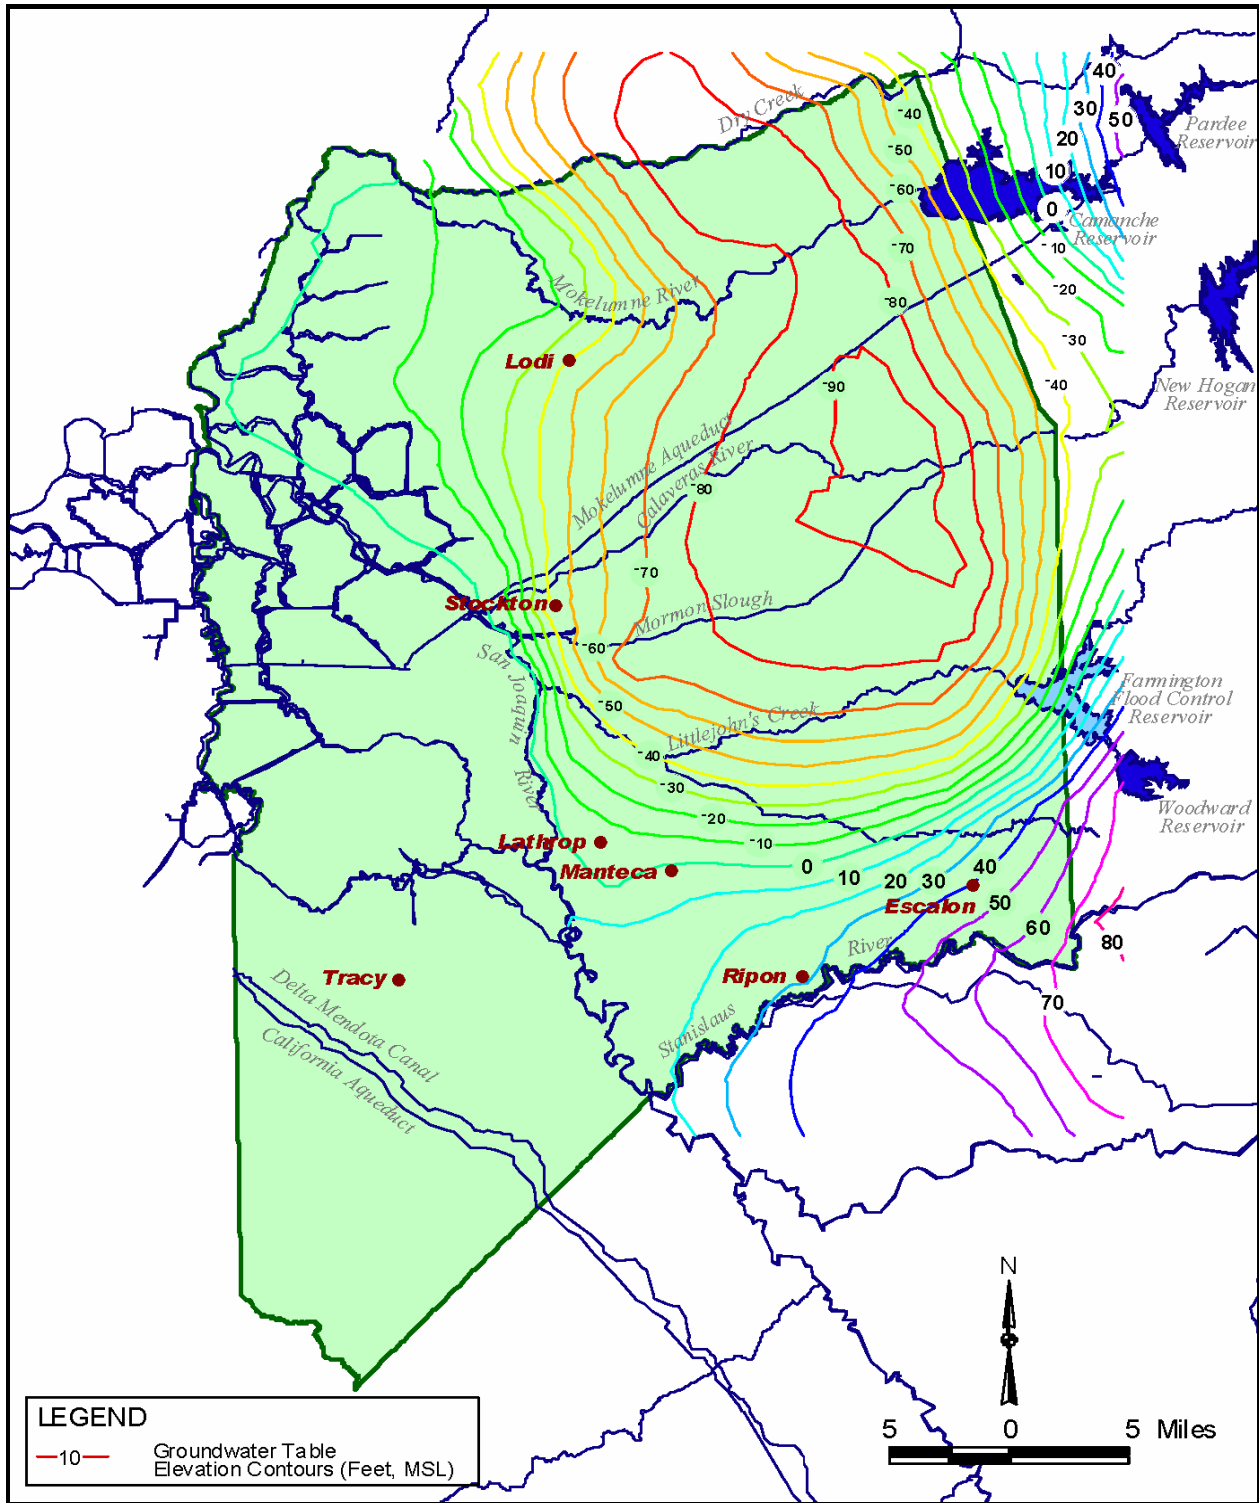 40
30
50
20
10
0
-10
-20
-30
-40
Pardee
Reservoir
Camanche
Reservoir
Dry Creek
-40
-50
-60
-70
-80
-90
New Hogan
Reservoir
Mokelumne River
Lodi
Mokelumne Aqueduct
Calaveras River
-80
-70
Stockton
Mormon Slough
-60
San Joaquin
River
-50
Littlejohn's Creek
-40
-30
-20
-10
Farmington
Flood Control
Reservoir
Woodward
Reservoir
Lathrop
Manteca
0
10
20
30
40
50
60
80
70
Escalon
River
Ripon
Stanislaus
Tracy
Delta Mendota Canal
California Aqueduct
N
5 0 5 Miles
LEGEND
10
Groundwater Table
Elevation Contours (Feet, MSL)